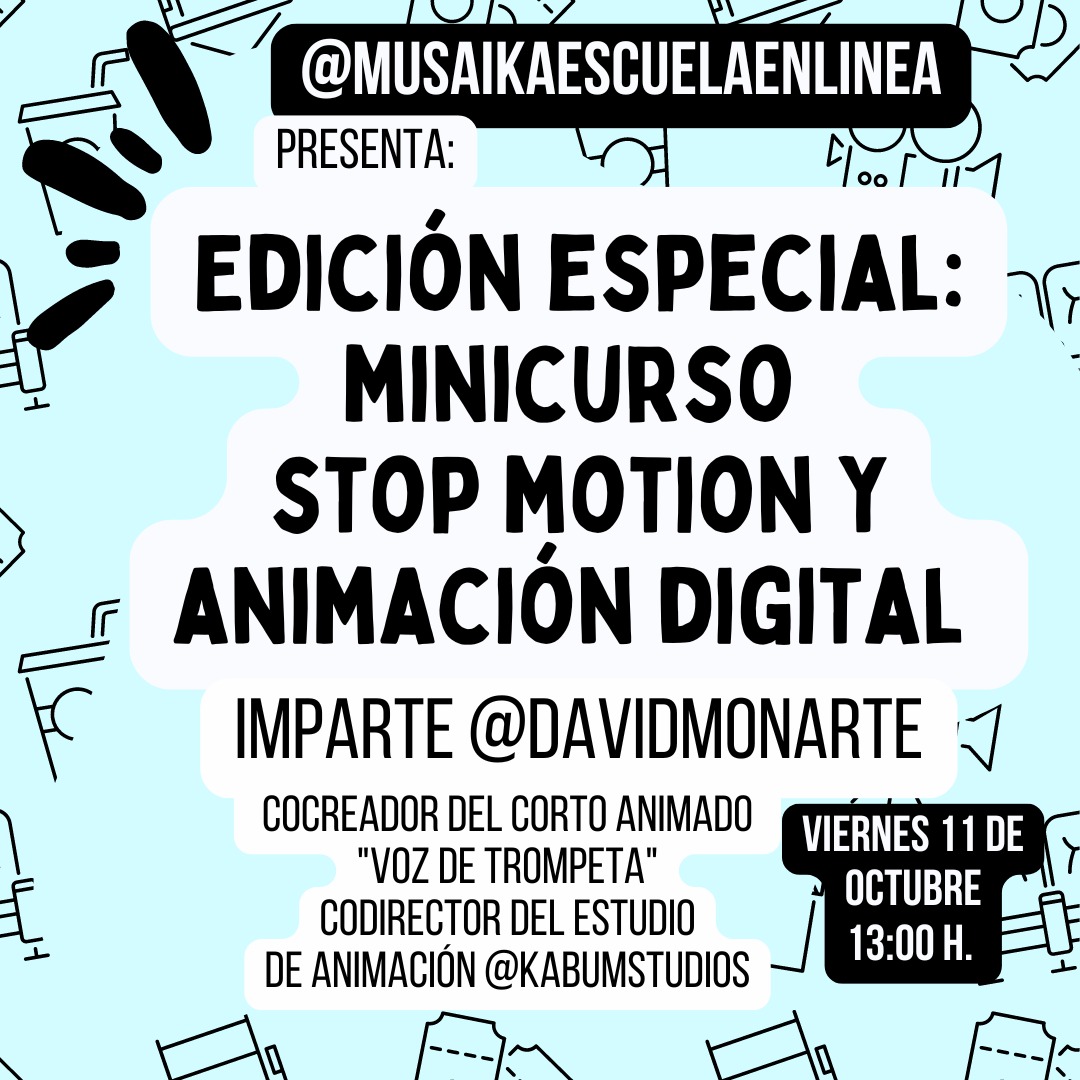 @MUSAIKAESCUELAENLINEA
PRESENTA:
EDICIÓN ESPECIAL:
MINICURSO
STOP MOTION Y
ANIMACIÓN DIGITAL
IMPARTE @DAVIDMONARTE
COCREADOR DEL CORTO ANIMADO
"VOZ DE TROMPETA"
CODIRECTOR DEL ESTUDIO
DE ANIMACIÓN @KABUMSTUDIOS
VIERNES 11 DE
OCTUBRE
13:00 H.